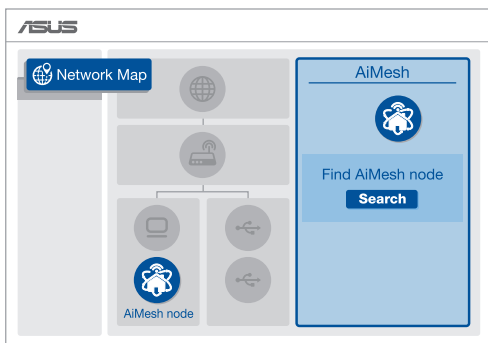 ASUS
Network Map
AiMesh node
AiMesh
Find AiMesh node
Search